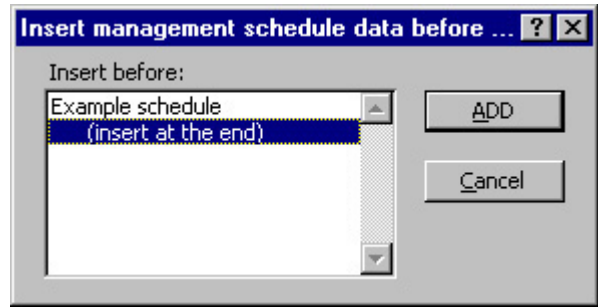 Insert management schedule data before ...
Insert before:
Example schedule
(insert at the end)
ADD
Cancel